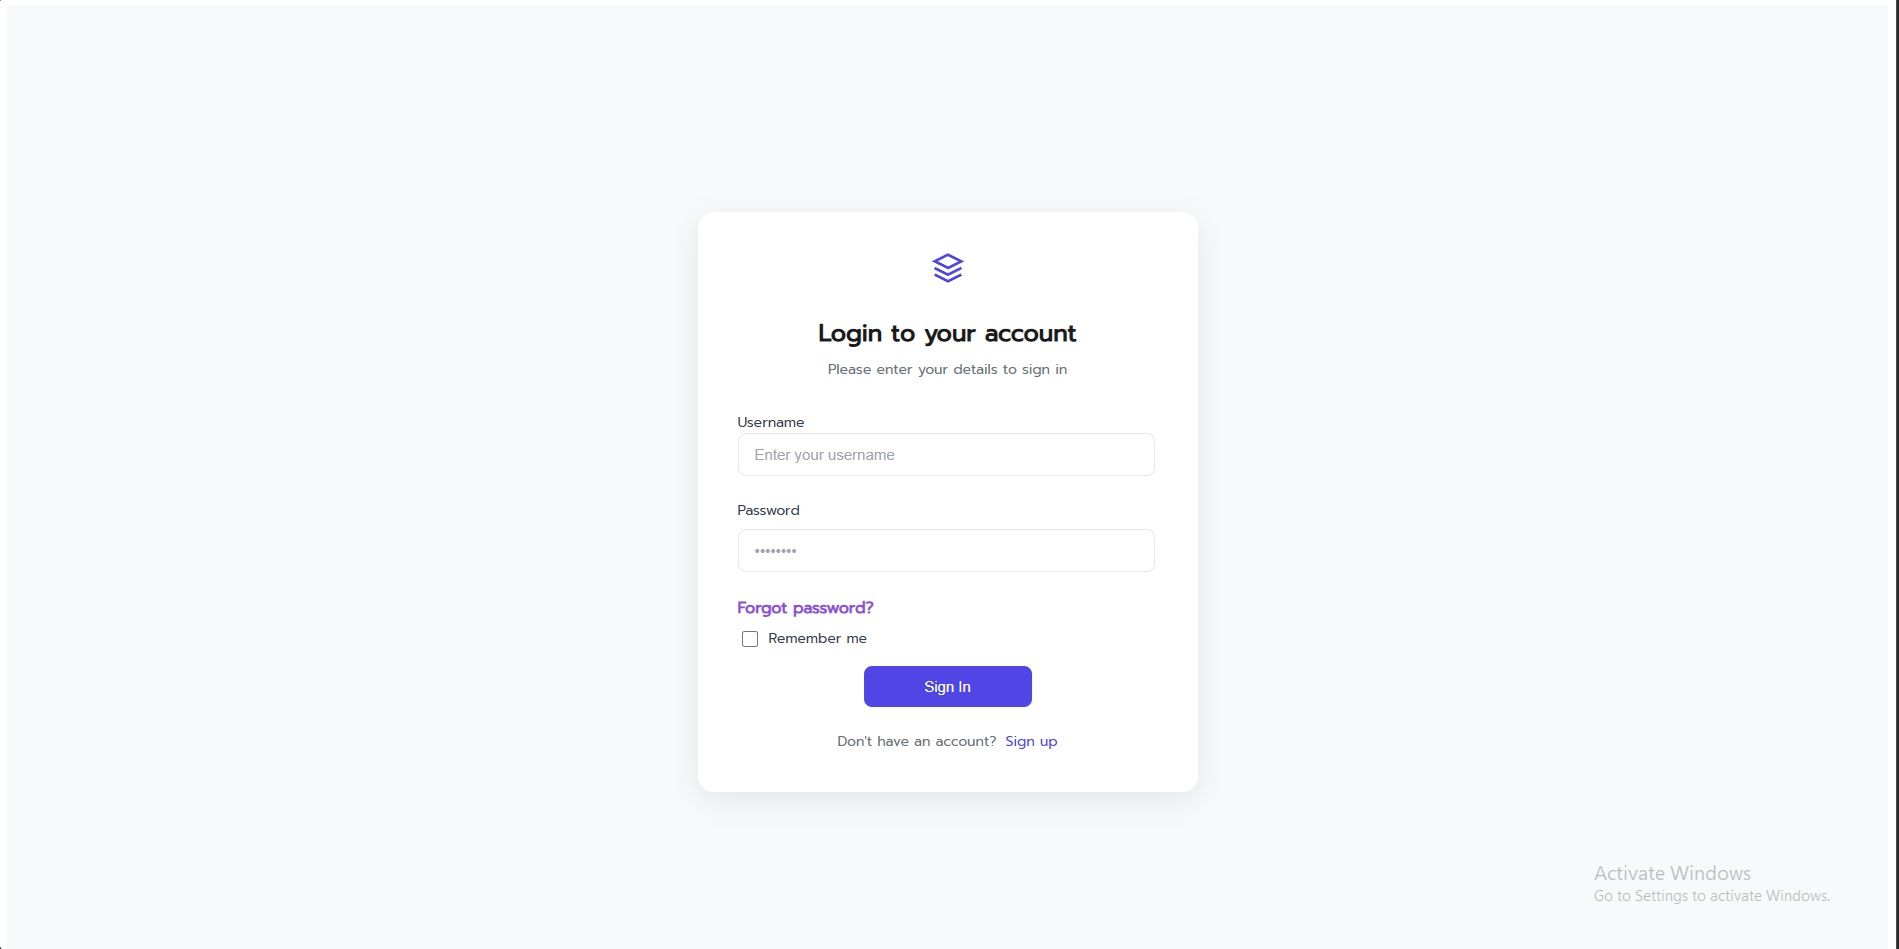 Login to your account
Please enter your details to sign in
Username
Enter your username
Password
••••••••
Forgot password?
Remember me
Sign In
Don't have an account? Sign up
Activate Windows
Go to Settings to activate Windows.